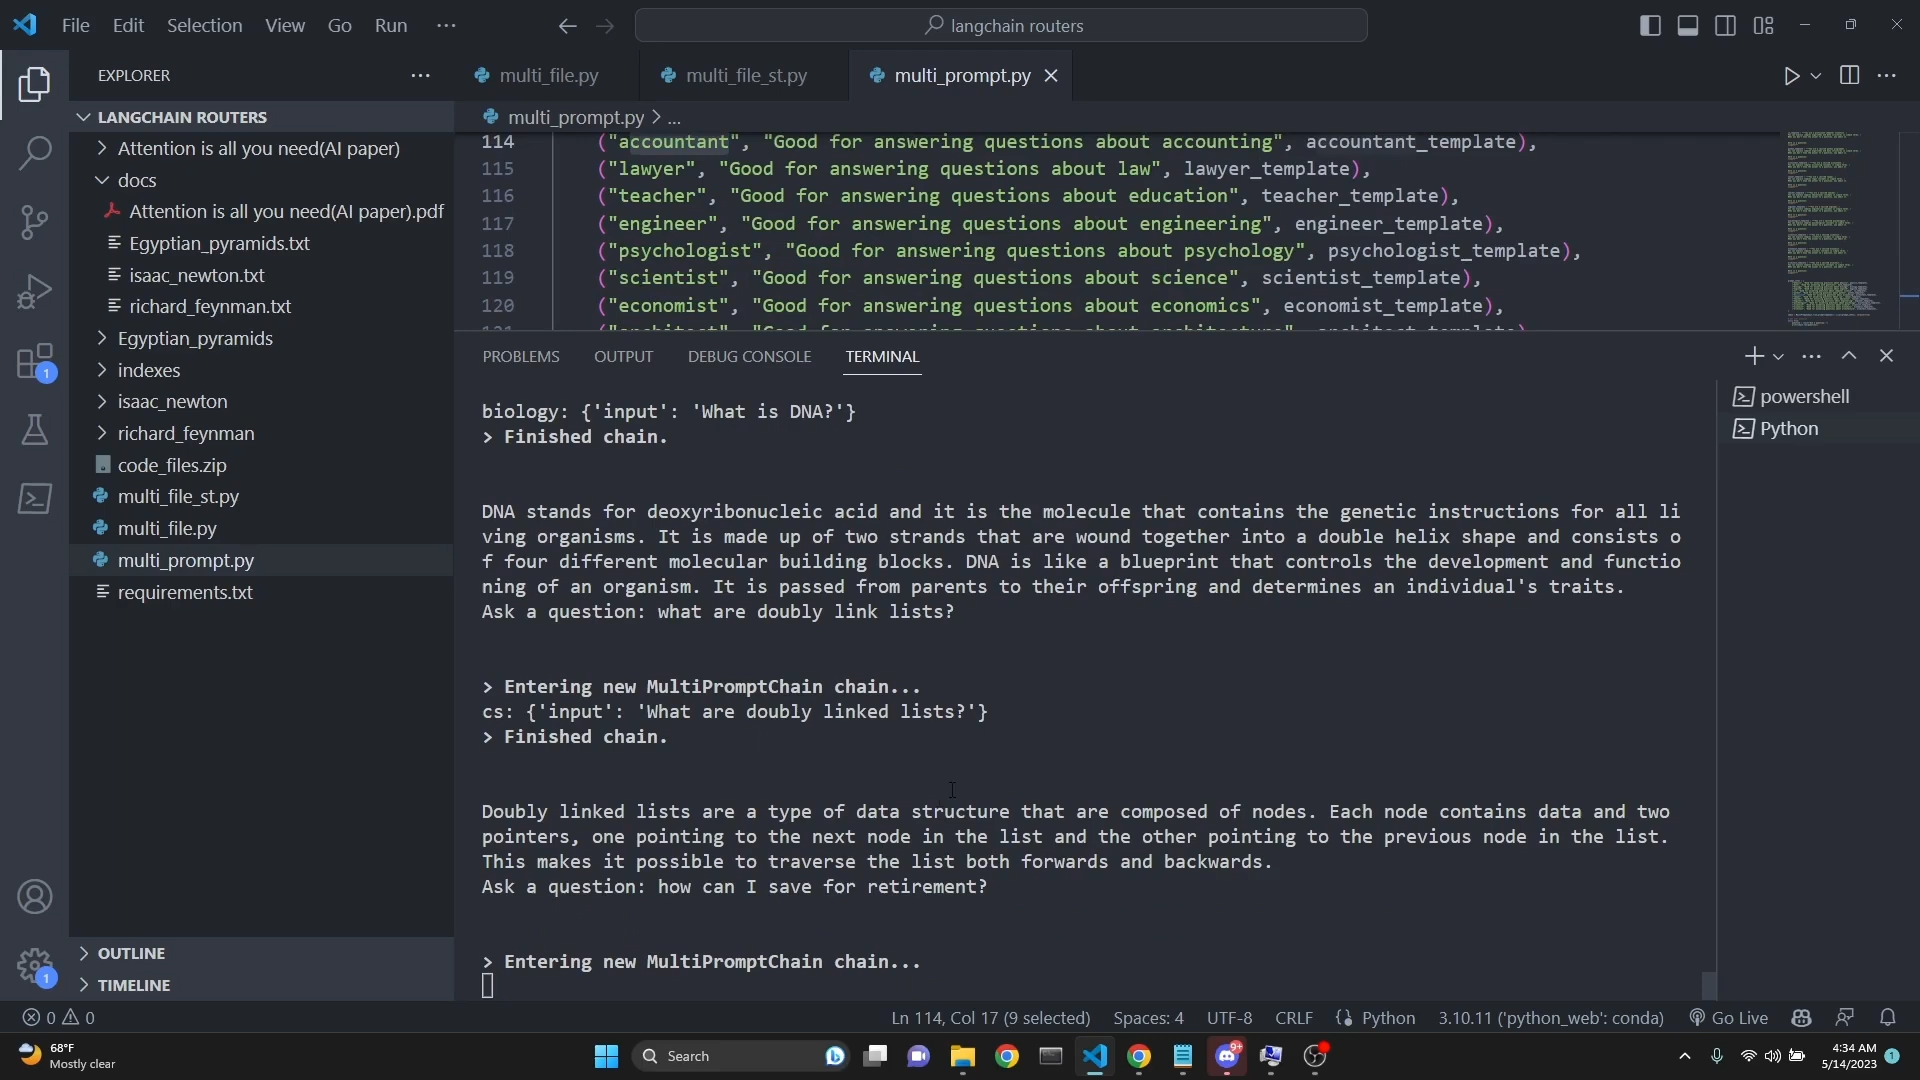 File Edit Selection View Go Run ···
langchain routers
EXPLORER ···
multi_file.py
multi_file_st.py
multi_prompt.py
LANGCHAIN ROUTERS
Attention is all you need(AI paper)
docs
Attention is all you need(AI paper).pdf
Egyptian_pyramids.txt
isaac_newton.txt
richard_feynman.txt
Egyptian_pyramids
indexes
isaac_newton
richard_feynman
code_files.zip
multi_file_st.py
multi_file.py
multi_prompt.py
requirements.txt
OUTLINE
TIMELINE
multi_prompt.py > ...
114 ("accountant", "Good for answering questions about accounting", accountant_template),
115 ("lawyer", "Good for answering questions about law", lawyer_template),
116 ("teacher", "Good for answering questions about education", teacher_template),
117 ("engineer", "Good for answering questions about engineering", engineer_template),
118 ("psychologist", "Good for answering questions about psychology", psychologist_template),
119 ("scientist", "Good for answering questions about science", scientist_template),
120 ("economist", "Good for answering questions about economics", economist_template),
121 ("architect", "Good for answering questions about architecture", architect_template),
PROBLEMS OUTPUT DEBUG CONSOLE TERMINAL
powershell
Python
biology: {'input': 'What is DNA?'}
> Finished chain.
DNA stands for deoxyribonucleic acid and it is the molecule that contains the genetic instructions for all li
ving organisms. It is made up of two strands that are wound together into a double helix shape and consists o
f four different molecular building blocks. DNA is like a blueprint that controls the development and functio
ning of an organism. It is passed from parents to their offspring and determines an individual's traits.
Ask a question: what are doubly link lists?
> Entering new MultiPromptChain chain...
cs: {'input': 'What are doubly linked lists?'}
> Finished chain.
Doubly linked lists are a type of data structure that are composed of nodes. Each node contains data and two
pointers, one pointing to the next node in the list and the other pointing to the previous node in the list.
This makes it possible to traverse the list both forwards and backwards.
Ask a question: how can I save for retirement?
> Entering new MultiPromptChain chain...
1
1
0 0
Ln 114, Col 17 (9 selected) Spaces: 4 UTF-8 CRLF Python 3.10.11 ('python_web': conda) Go Live
68°F
Mostly clear
Search
9+
4:34 AM
5/14/2023
1